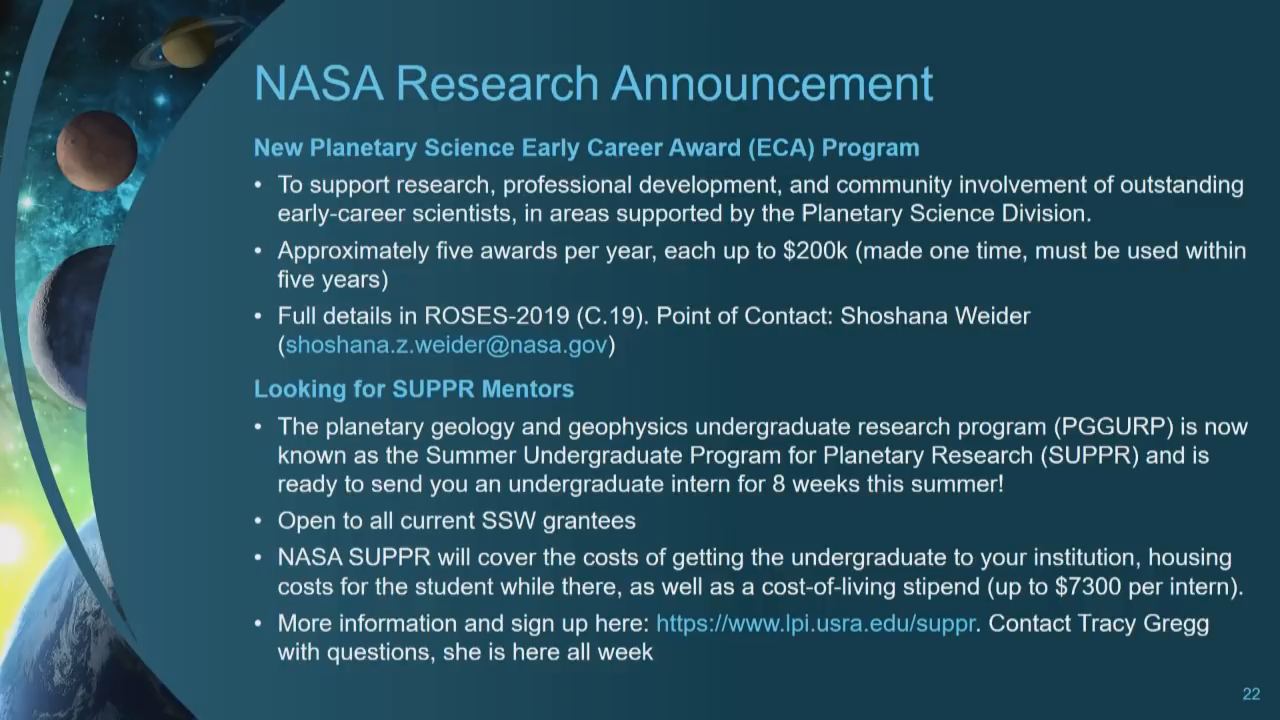 NASA Research Announcement
New Planetary Science Early Career Award (ECA) Program
• To support research, professional development, and community involvement of outstanding
early-career scientists, in areas supported by the Planetary Science Division.
• Approximately five awards per year, each up to $200k (made one time, must be used within
five years)
• Full details in ROSES-2019 (C.19). Point of Contact: Shoshana Weider
(shoshana.z.weider@nasa.gov)
Looking for SUPPR Mentors
• The planetary geology and geophysics undergraduate research program (PGGURP) is now
known as the Summer Undergraduate Program for Planetary Research (SUPPR) and is
ready to send you an undergraduate intern for 8 weeks this summer!
• Open to all current SSW grantees
• NASA SUPPR will cover the costs of getting the undergraduate to your institution, housing
costs for the student while there, as well as a cost-of-living stipend (up to $7300 per intern).
• More information and sign up here: https://www.lpi.usra.edu/suppr. Contact Tracy Gregg
with questions, she is here all week
22